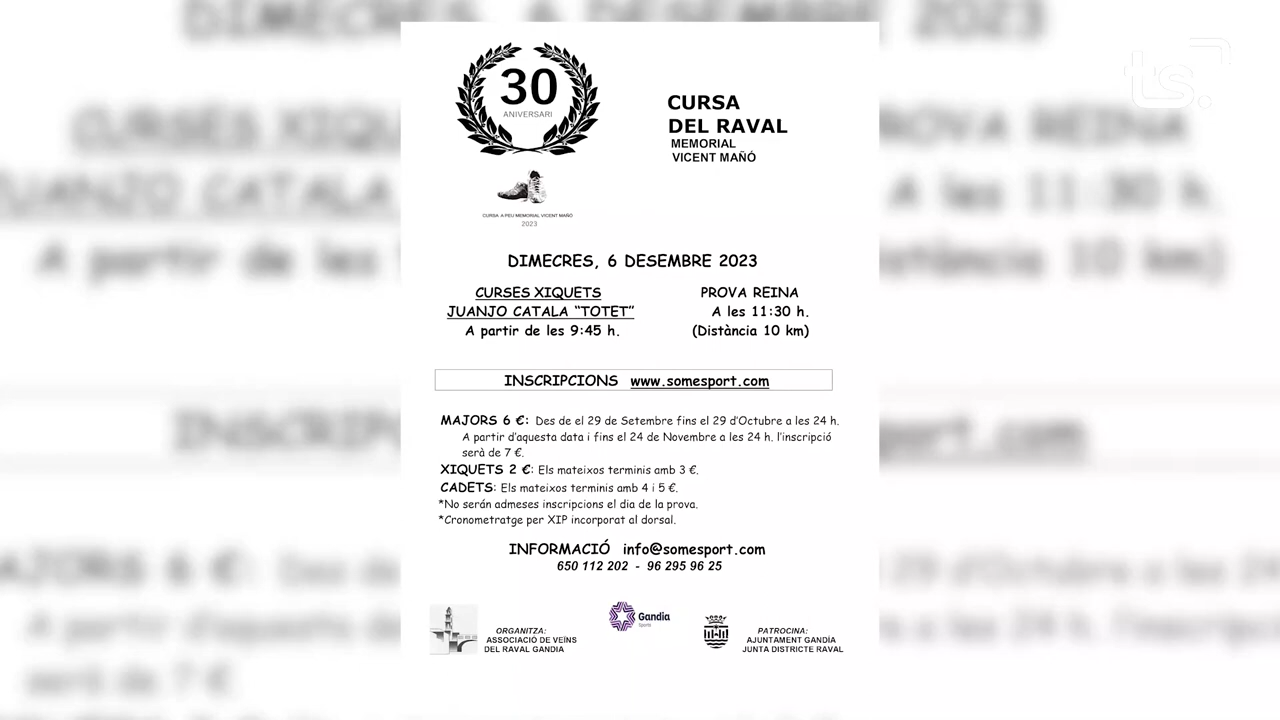 30
ANIVERSARI
CURSA
DEL RAVAL
MEMORIAL
VICENT MAÑÓ
CURSA A PEU MEMORIAL VICENT MAÑÓ
2023
ts.
DIMECRES, 6 DESEMBRE 2023
CURSES XIQUETS
JUANJO CATALA “TOTET”
A partir de les 9:45 h.
PROVA REINA
A les 11:30 h.
(Distància 10 km)
INSCRIPCIONS www.somesport.com
MAJORS 6 €: Des de el 29 de Setembre fins el 29 d’Octubre a les 24 h.
A partir d’aquesta data i fins el 24 de Novembre a les 24 h. l’inscripció
serà de 7 €.
XIQUETS 2 €: Els mateixos terminis amb 3 €.
CADETS: Els mateixos terminis amb 4 i 5 €.
*No serán admeses inscripcions el dia de la prova.
*Cronometratge per XIP incorporat al dorsal.
INFORMACIÓ info@somesport.com
650 112 202 - 96 295 96 25
ORGANITZA:
ASSOCIACO DE VEÏNS
DEL RAVAL GANDIA
Gandia
Sports
PATROCINA:
AJUNTAMENT GANDÍA
JUNTA DISTRICTE RAVAL